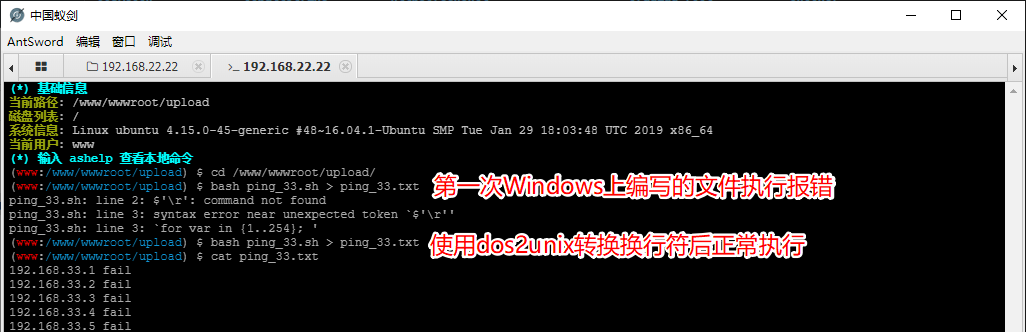 中国蚁剑
AntSword 编辑 窗口 调试
192.168.22.22 >_ 192.168.22.22
(*) 基础信息
当前路径: /www/wwwroot/upload
磁盘列表: /
系统信息: Linux ubuntu 4.15.0-45-generic #48~16.04.1-Ubuntu SMP Tue Jan 29 18:03:48 UTC 2019 x86_64
当前用户: www
(*) 输入 ashelp 查看本地命令
(www:/www/wwwroot/upload) $ cd /www/wwwroot/upload/
(www:/www/wwwroot/upload) $ bash ping_33.sh > ping_33.txt
第一次Windows上编写的文件执行报错
ping_33.sh: line 2: $'\r': command not found
ping_33.sh: line 3: syntax error near unexpected token `$'\r''
ping_33.sh: line 3: `for var in {1..254}; '
(www:/www/wwwroot/upload) $ bash ping_33.sh > ping_33.txt
使用dos2unix转换换行符后正常执行
(www:/www/wwwroot/upload) $ cat ping_33.txt
192.168.33.1 fail
192.168.33.2 fail
192.168.33.3 fail
192.168.33.4 fail
192.168.33.5 fail